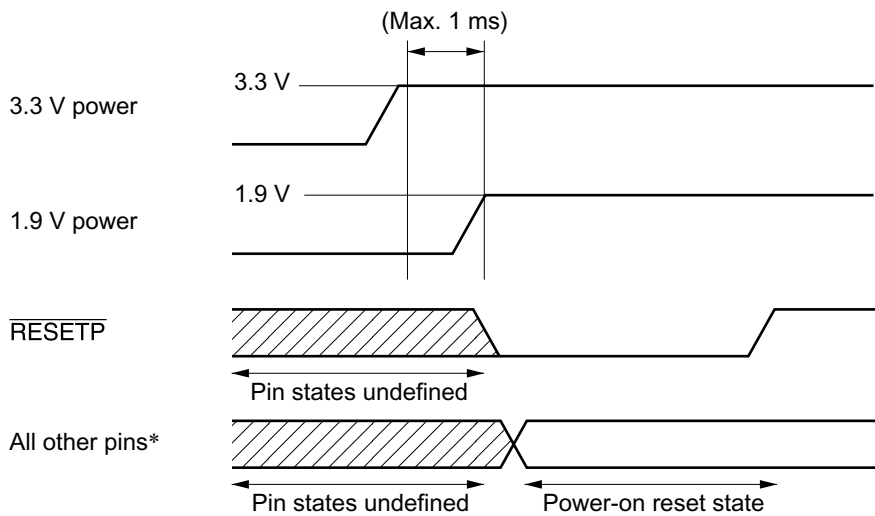 (Max. 1 ms)
3.3 V power
3.3 V
1.9 V power
1.9 V
RESETP
Pin states undefined
All other pins*
Pin states undefined
Power-on reset state